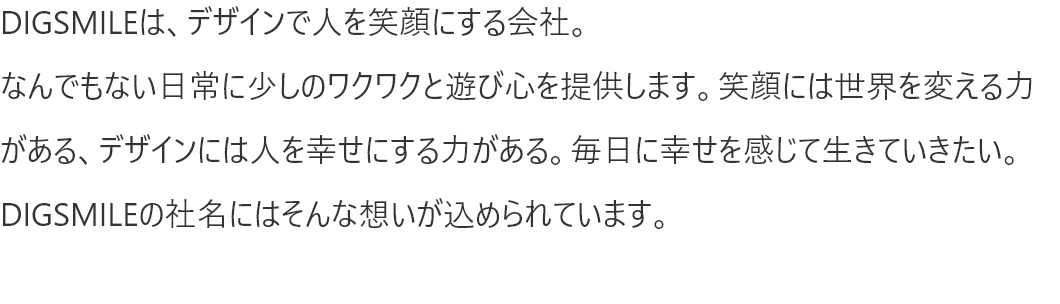 DIGSMILEは、デザインで人を笑顔にする会社。
なんでもない日常に少しのワクワクと遊び心を提供します。笑顔には世界を変える力
がある、デザインには人を幸せにする力がある。毎日に幸せを感じて生きていきたい。
DIGSMILEの社名にはそんな想いが込められています。